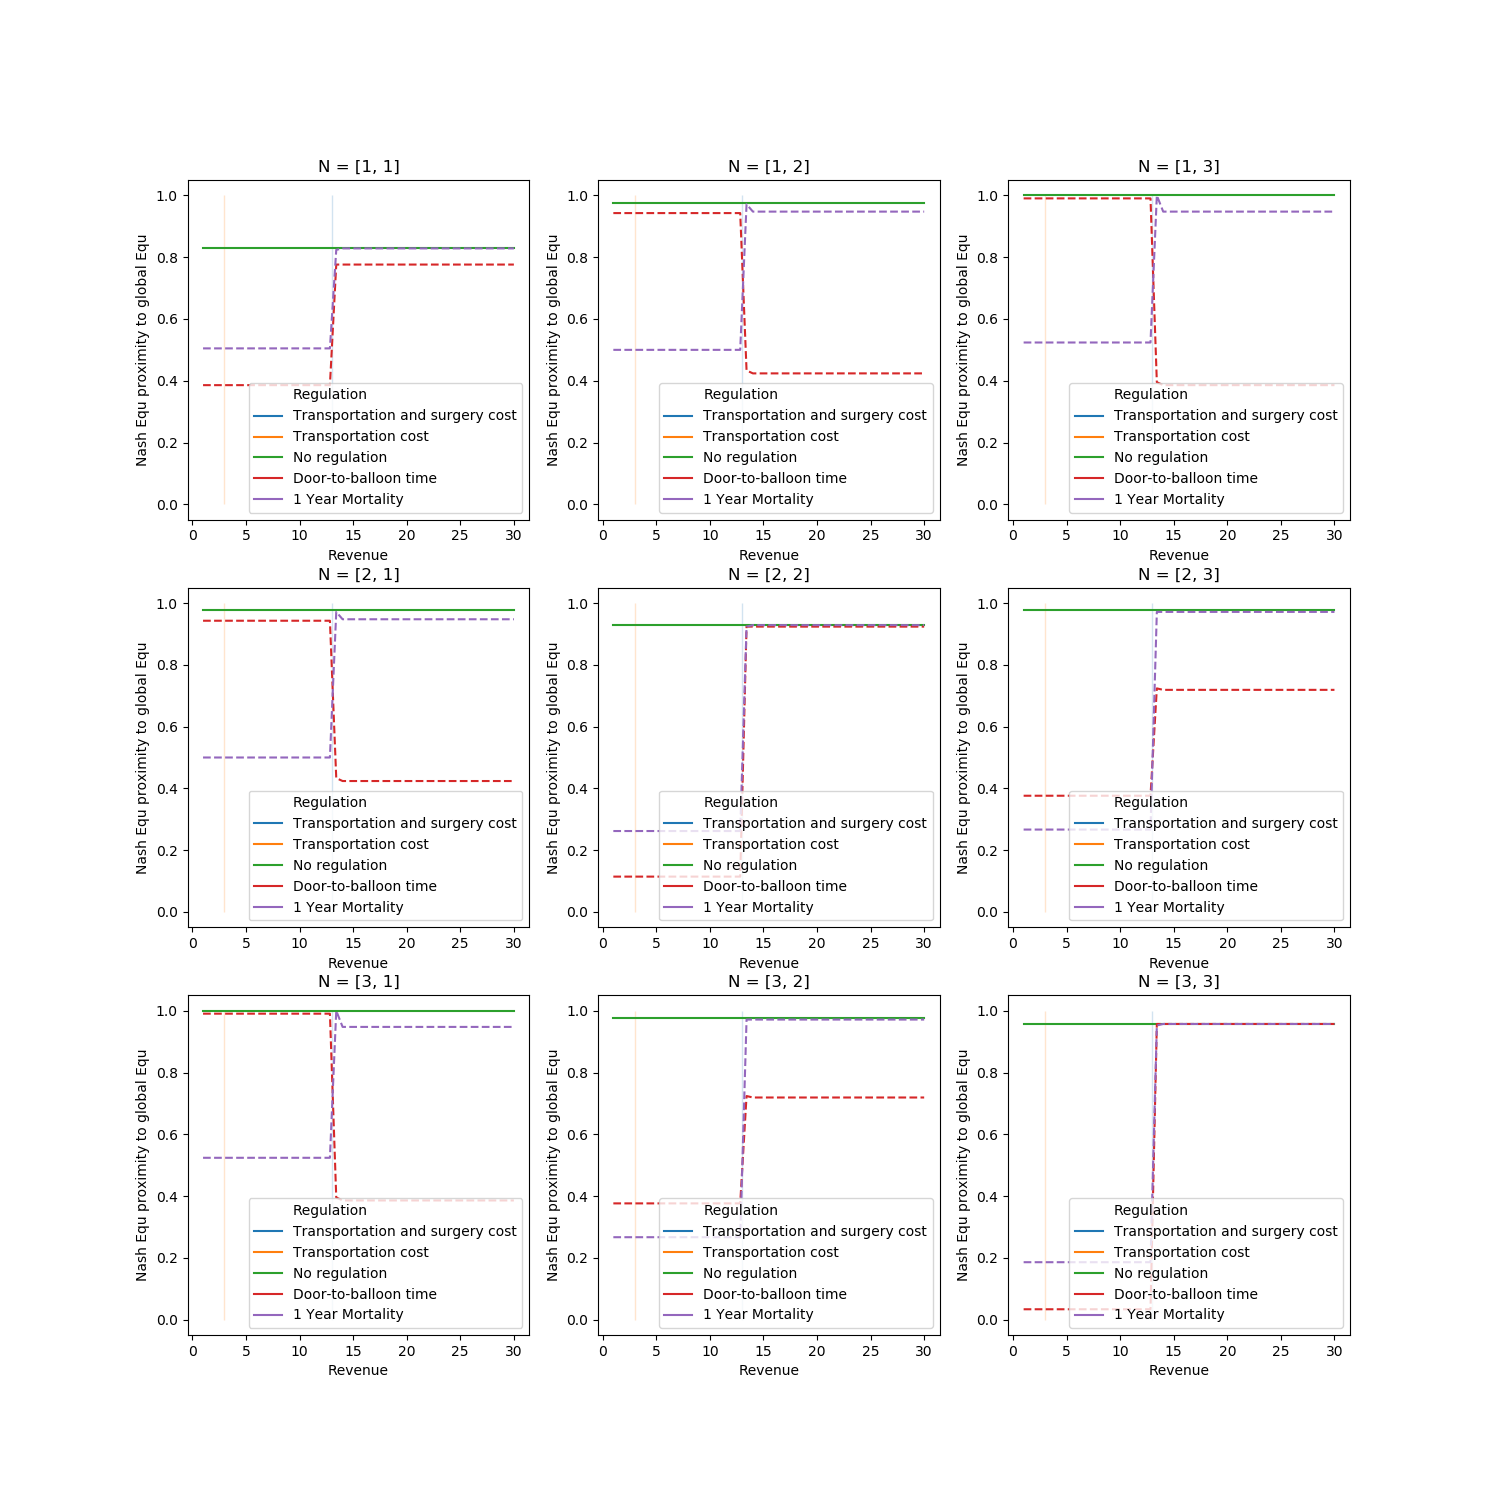 N = [1, 1]
N = [1, 2]
N = [1, 3]
Nash Equ proximity to global Equ
1.0
0.8
0.6
0.4
0.2
0.0
Regulation
Transportation and surgery cost
Transportation cost
No regulation
Door-to-balloon time
1 Year Mortality
0 5 10 15 20 25 30
Revenue
Nash Equ proximity to global Equ
1.0
0.8
0.6
0.4
0.2
0.0
Regulation
Transportation and surgery cost
Transportation cost
No regulation
Door-to-balloon time
1 Year Mortality
0 5 10 15 20 25 30
Revenue
Nash Equ proximity to global Equ
1.0
0.8
0.6
0.4
0.2
0.0
Regulation
Transportation and surgery cost
Transportation cost
No regulation
Door-to-balloon time
1 Year Mortality
0 5 10 15 20 25 30
Revenue
N = [2, 1]
N = [2, 2]
N = [2, 3]
Nash Equ proximity to global Equ
1.0
0.8
0.6
0.4
0.2
0.0
Regulation
Transportation and surgery cost
Transportation cost
No regulation
Door-to-balloon time
1 Year Mortality
0 5 10 15 20 25 30
Revenue
Nash Equ proximity to global Equ
1.0
0.8
0.6
0.4
0.2
0.0
Regulation
Transportation and surgery cost
Transportation cost
No regulation
Door-to-balloon time
1 Year Mortality
0 5 10 15 20 25 30
Revenue
Nash Equ proximity to global Equ
1.0
0.8
0.6
0.4
0.2
0.0
Regulation
Transportation and surgery cost
Transportation cost
No regulation
Door-to-balloon time
1 Year Mortality
0 5 10 15 20 25 30
Revenue
N = [3, 1]
N = [3, 2]
N = [3, 3]
Nash Equ proximity to global Equ
1.0
0.8
0.6
0.4
0.2
0.0
Regulation
Transportation and surgery cost
Transportation cost
No regulation
Door-to-balloon time
1 Year Mortality
0 5 10 15 20 25 30
Revenue
Nash Equ proximity to global Equ
1.0
0.8
0.6
0.4
0.2
0.0
Regulation
Transportation and surgery cost
Transportation cost
No regulation
Door-to-balloon time
1 Year Mortality
0 5 10 15 20 25 30
Revenue
Nash Equ proximity to global Equ
1.0
0.8
0.6
0.4
0.2
0.0
Regulation
Transportation and surgery cost
Transportation cost
No regulation
Door-to-balloon time
1 Year Mortality
0 5 10 15 20 25 30
Revenue